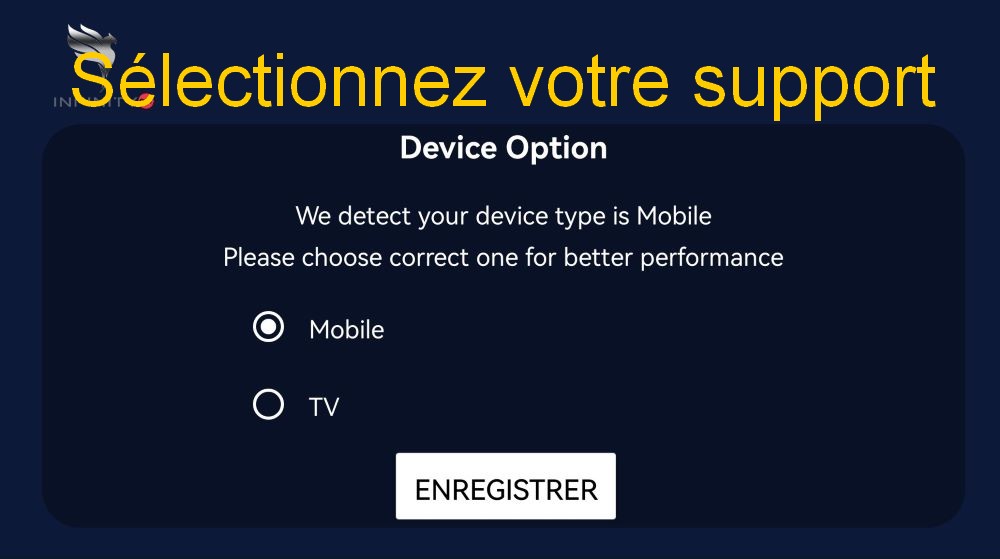 Sélectionnez votre support
Device Option
We detect your device type is Mobile
Please choose correct one for better performance
Mobile
TV
ENREGISTRER